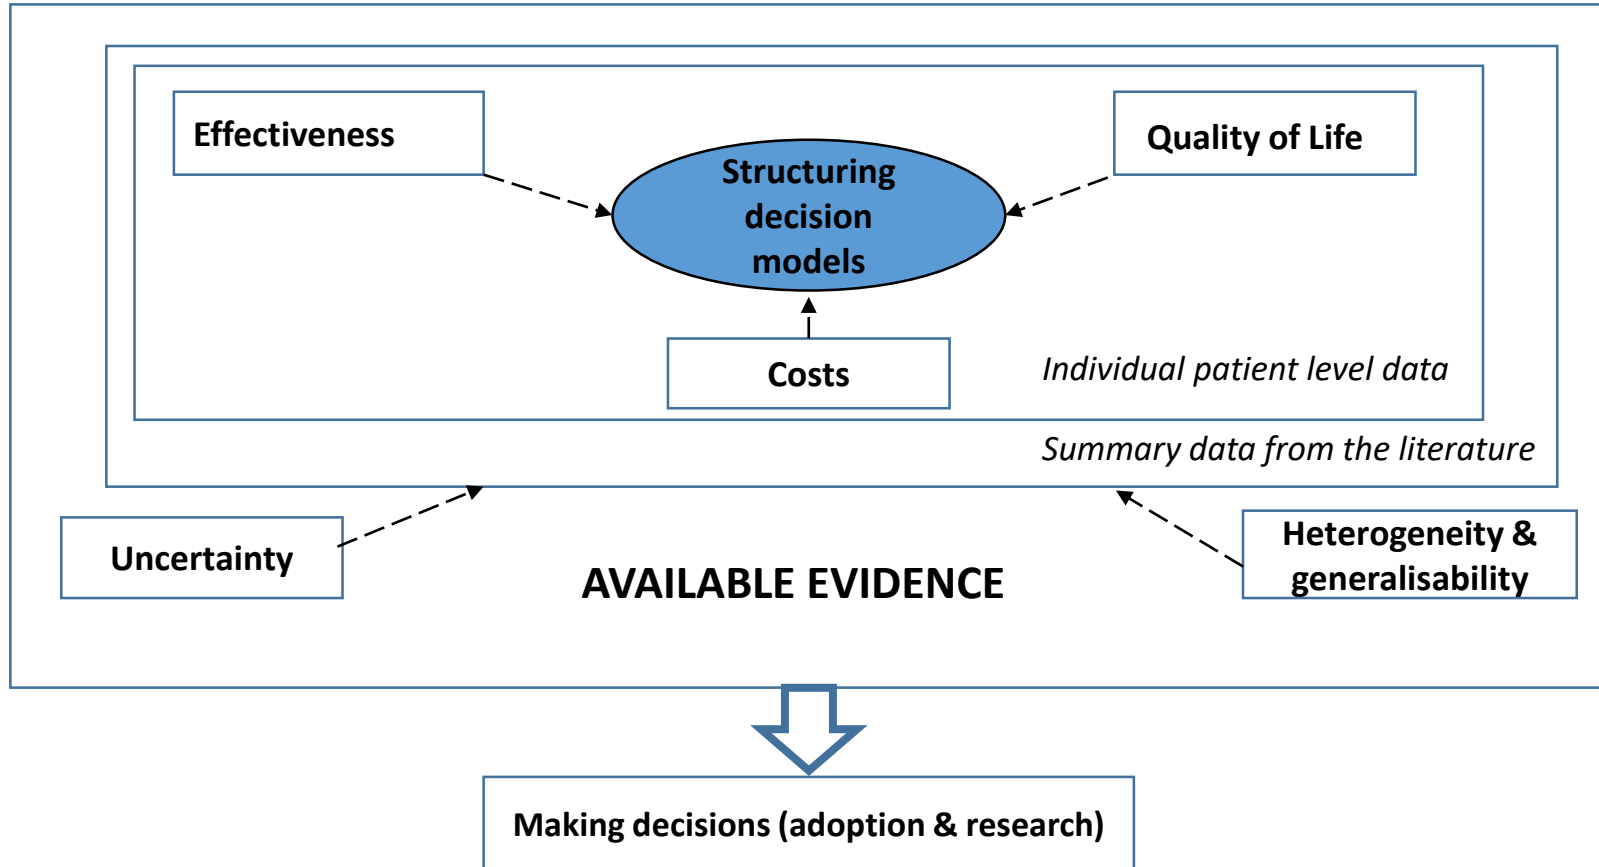 Effectiveness
Quality of Life
Structuring
decision
models
Costs
Individual patient level data
Summary data from the literature
Uncertainty
Heterogeneity &
generalisability
AVAILABLE EVIDENCE
Making decisions (adoption & research)